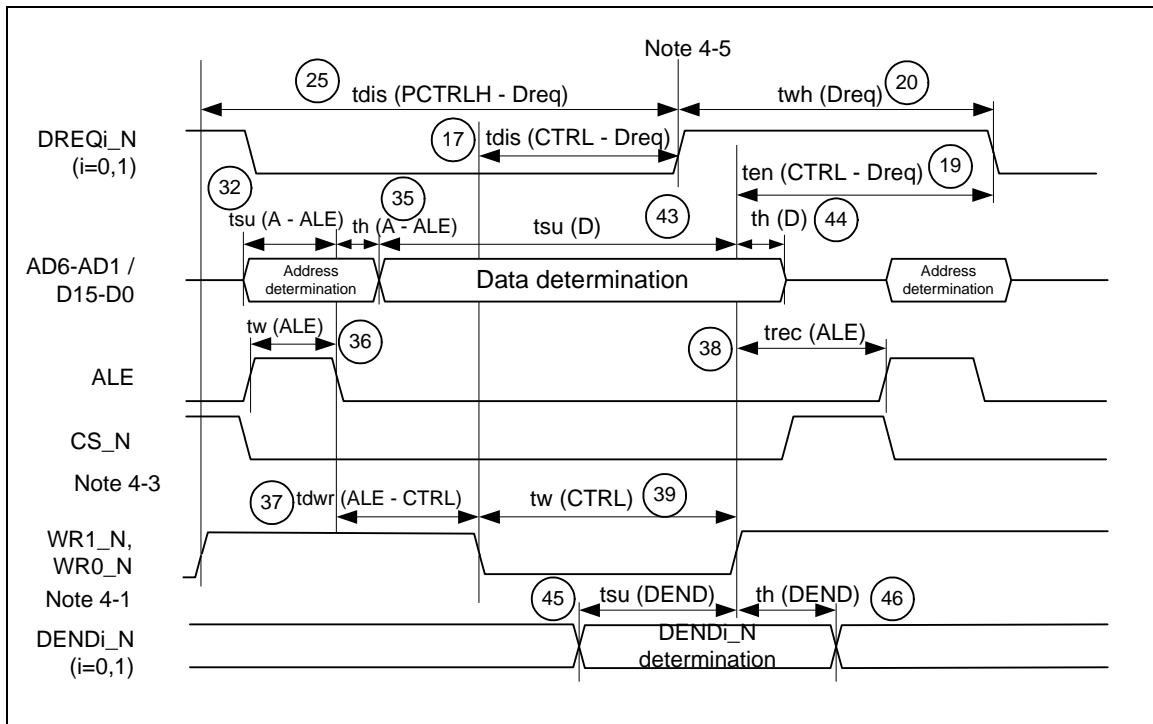 Note 4-5
25
tdis (PCTRLH - Dreq)
twh (Dreq)
20
DREQi_N
(i=0,1)
17
tdis (CTRL - Dreq)
ten (CTRL - Dreq)
19
32
tsu (A - ALE)
35
th (A - ALE)
tsu (D)
43
th (D)
44
AD6-AD1 /
D15-D0
Address
determination
Data determination
Address
determination
tw (ALE)
36
38
trec (ALE)
ALE
CS_N
Note 4-3
37
tdwr (ALE - CTRL)
tw (CTRL)
39
WR1_N,
WR0_N
Note 4-1
45
tsu (DEND)
th (DEND)
46
DENDi_N
(i=0,1)
DENDi_N
determination